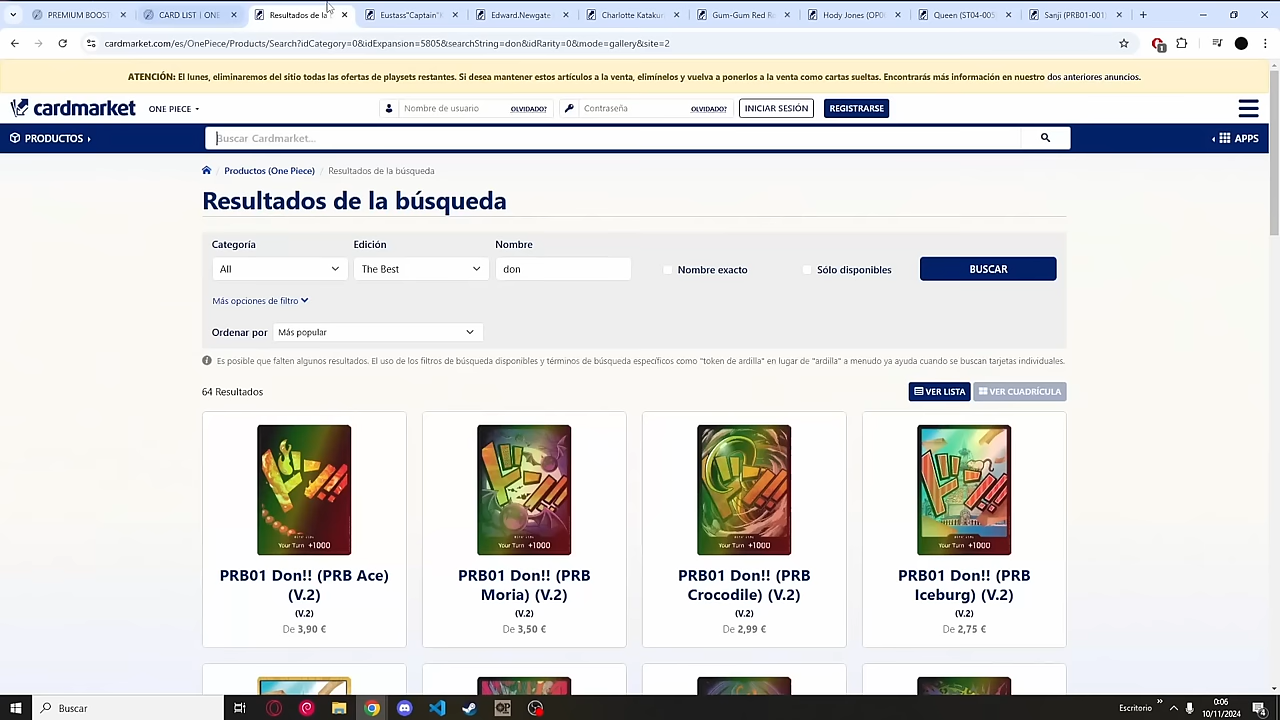 PREMIUM BOOST
CARD LIST | ONE
Resultados de la
Eustass"Captain"K
Edward.Newgate
Charlotte Katakur
Gum-Gum Red R
Hody Jones (OP0
Queen (ST04-005
Sanji (PRB01-001)
cardmarket.com/es/OnePiece/Products/Search?idCategory=0&idExpansion=5805&searchString=don&idRarity=0&mode=gallery&site=2
ATENCIÓN: El lunes, eliminaremos del sitio todas las ofertas de playsets restantes. Si desea mantener estos artículos a la venta, elimínelos y vuelva a ponerlos a la venta como cartas sueltas. Encontrarás más información en nuestro dos anteriores anuncios.
cardmarket
ONE PIECE
Nombre de usuario
OLVIDADO?
Contraseña
OLVIDADO?
INICIAR SESIÓN
REGISTRARSE
PRODUCTOS
Buscar Cardmarket...
APPS
Productos (One Piece) / Resultados de la búsqueda
Resultados de la búsqueda
Categoría
Edición
Nombre
All
The Best
don
Nombre exacto
Sólo disponibles
BUSCAR
Más opciones de filtro
Ordenar por
Más popular
Es posible que falten algunos resultados. El uso de los filtros de búsqueda disponibles y términos de búsqueda específicos como "token de ardilla" en lugar de "ardilla" a menudo ya ayuda cuando se buscan tarjetas individuales.
64 Resultados
VER LISTA
VER CUADRÍCULA
ドン!!
Your Turn +1000
ドン!!
Your Turn +1000
ドン!!
Your Turn +1000
ドン!!
Your Turn +1000
PRB01 Don!! (PRB Ace)
(V.2)
(V.2)
De 3,90 €
PRB01 Don!! (PRB
Moria) (V.2)
(V.2)
De 3,50 €
PRB01 Don!! (PRB
Crocodile) (V.2)
(V.2)
De 2,99 €
PRB01 Don!! (PRB
Iceburg) (V.2)
(V.2)
De 2,75 €
Buscar
Escritorio
0:06
10/11/2024
4